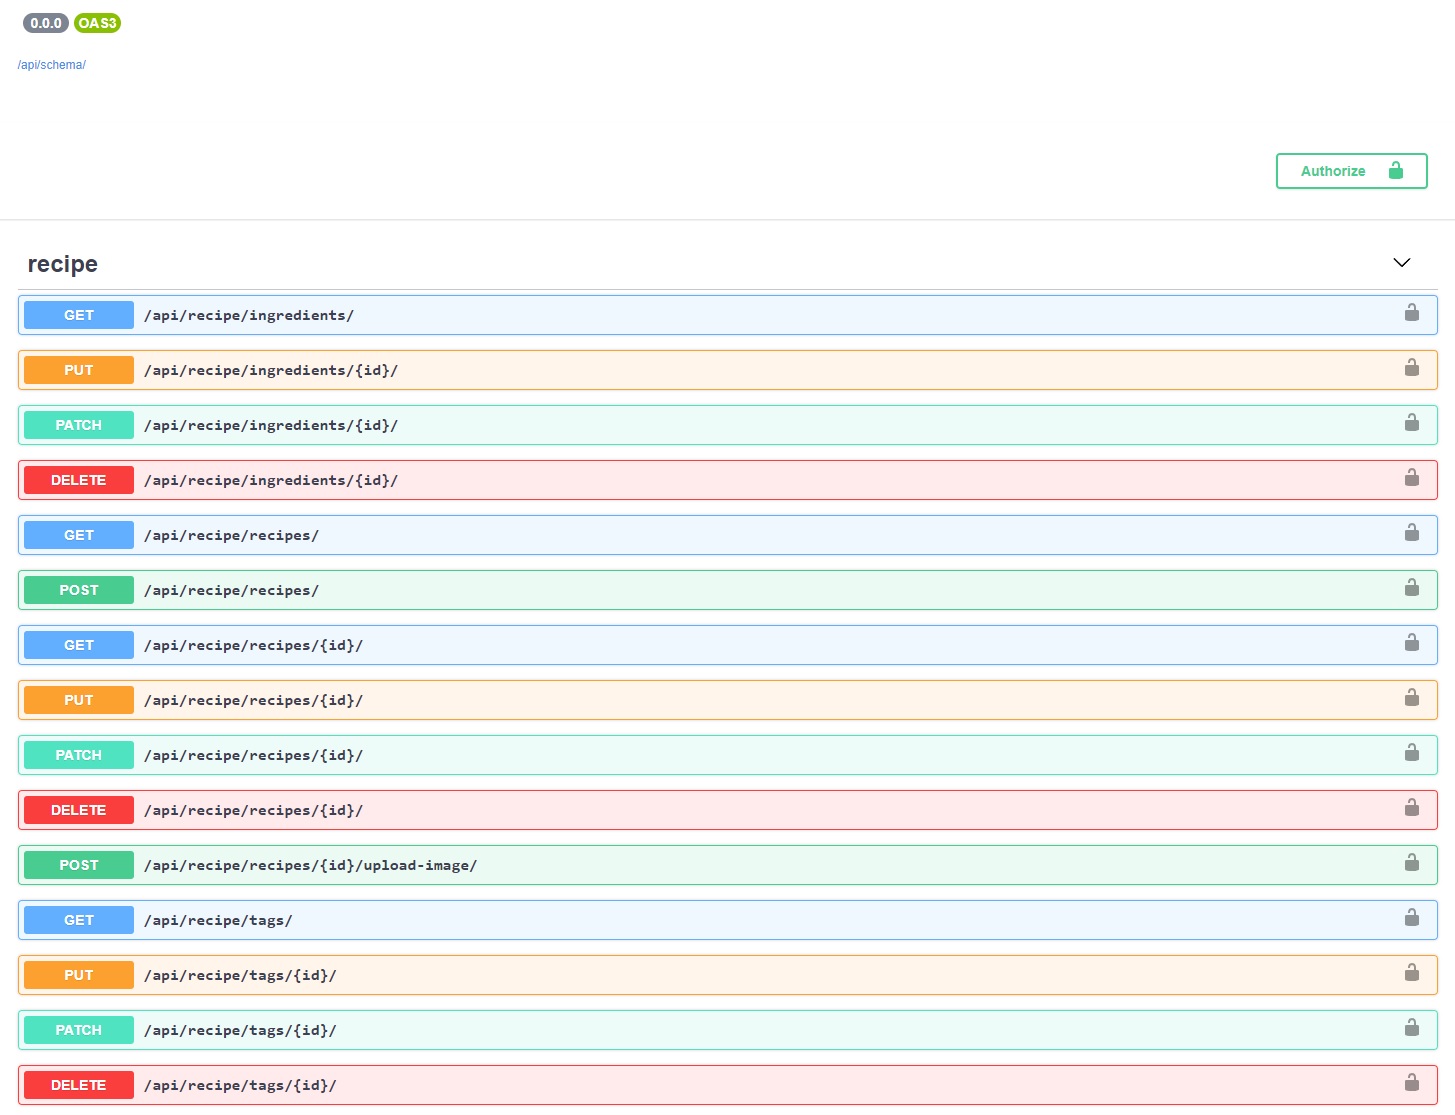 0.0.0 OAS3
/api/schema/
Authorize
recipe
GET /api/recipe/ingredients/
PUT /api/recipe/ingredients/{id}/
PATCH /api/recipe/ingredients/{id}/
DELETE /api/recipe/ingredients/{id}/
GET /api/recipe/recipes/
POST /api/recipe/recipes/
GET /api/recipe/recipes/{id}/
PUT /api/recipe/recipes/{id}/
PATCH /api/recipe/recipes/{id}/
DELETE /api/recipe/recipes/{id}/
POST /api/recipe/recipes/{id}/upload-image/
GET /api/recipe/tags/
PUT /api/recipe/tags/{id}/
PATCH /api/recipe/tags/{id}/
DELETE /api/recipe/tags/{id}/